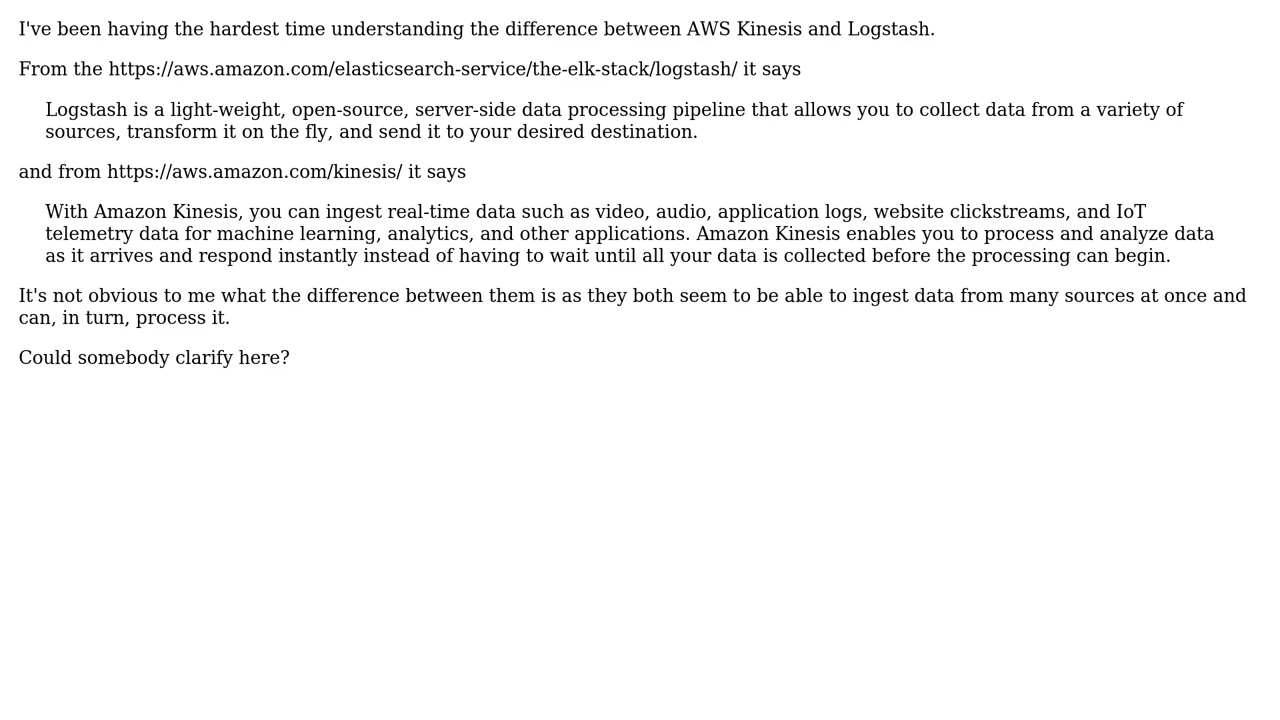 I've been having the hardest time understanding the difference between AWS Kinesis and Logstash.
From the https://aws.amazon.com/elasticsearch-service/the-elk-stack/logstash/ it says
Logstash is a light-weight, open-source, server-side data processing pipeline that allows you to collect data from a variety of
sources, transform it on the fly, and send it to your desired destination.
and from https://aws.amazon.com/kinesis/ it says
With Amazon Kinesis, you can ingest real-time data such as video, audio, application logs, website clickstreams, and IoT
telemetry data for machine learning, analytics, and other applications. Amazon Kinesis enables you to process and analyze data
as it arrives and respond instantly instead of having to wait until all your data is collected before the processing can begin.
It's not obvious to me what the difference between them is as they both seem to be able to ingest data from many sources at once and
can, in turn, process it.
Could somebody clarify here?